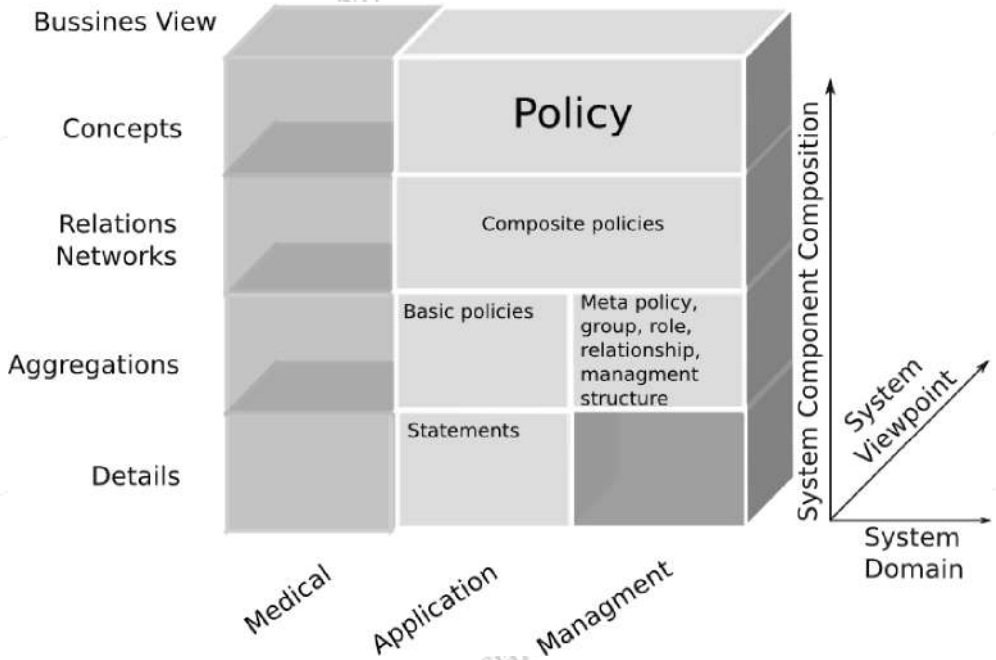 Bussines View
Concepts
Policy
Relations
Networks
Composite policies
Aggregations
Basic policies
Meta policy,
group, role,
relationship,
managment
structure
Details
Statements
Medical
Application
Managment
System Component Composition
System
Viewpoint
System
Domain